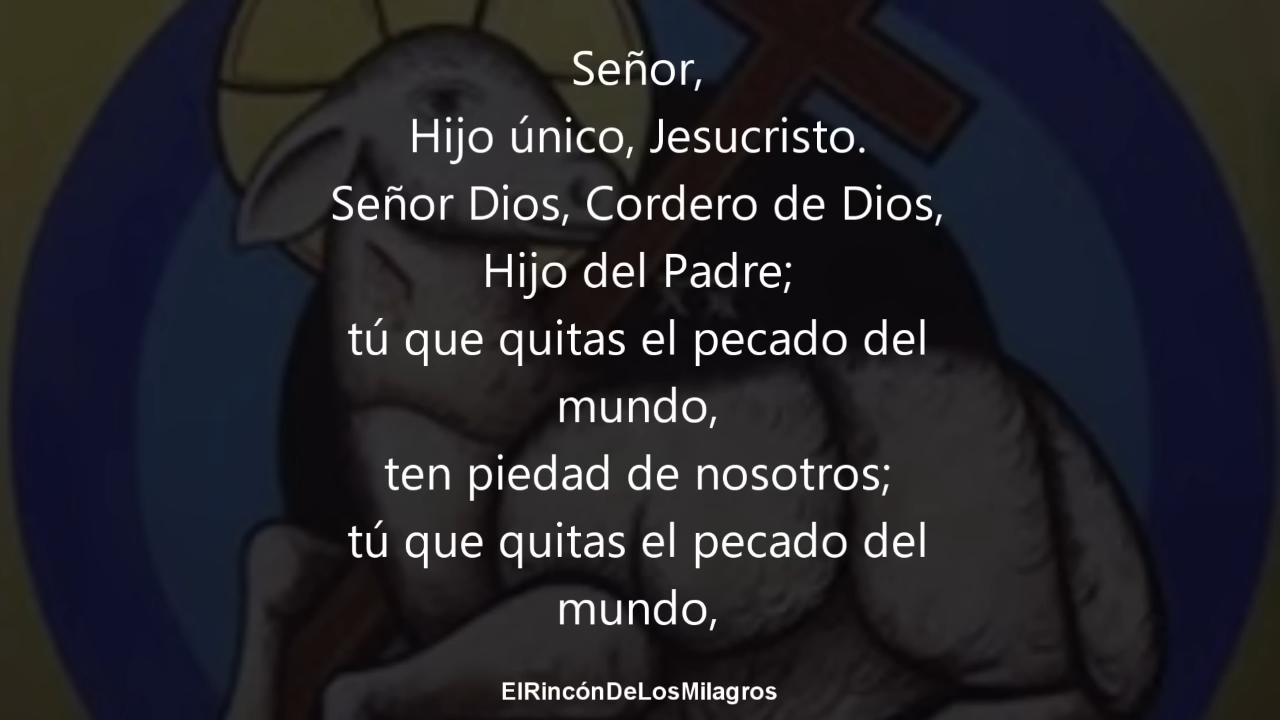 Señor,
Hijo único, Jesucristo.
Señor Dios, Cordero de Dios,
Hijo del Padre;
tú que quitas el pecado del
mundo,
ten piedad de nosotros;
tú que quitas el pecado del
mundo,
ElRincónDeLosMilagros